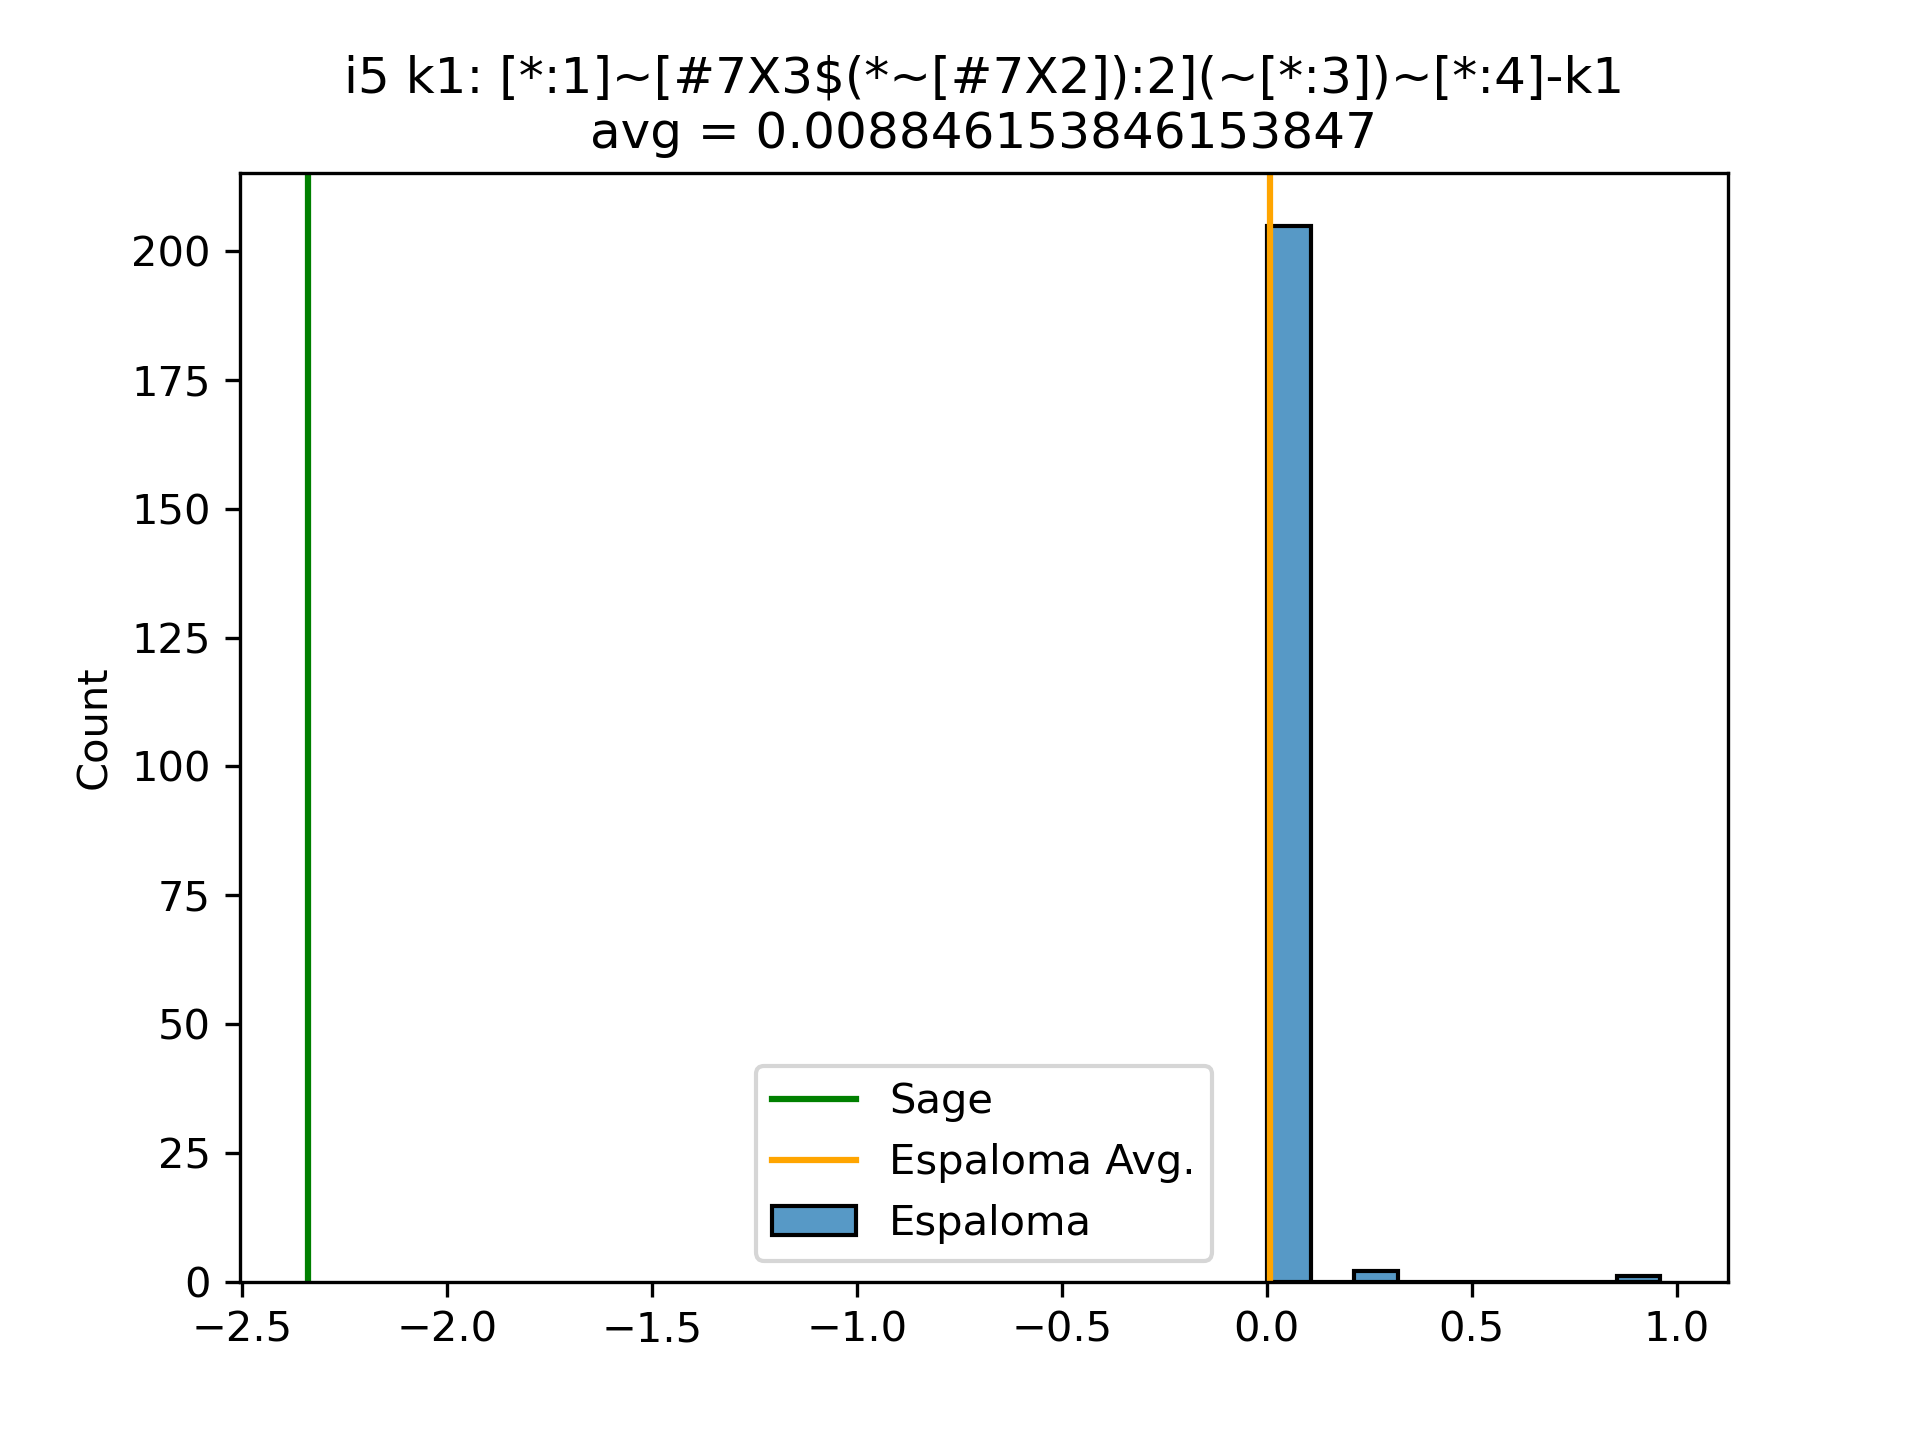 i5 k1: [*:1]~[#7X3$(*~[#7X2]):2](~[*:3])~[*:4]-k1
avg = 0.008846153846153847
Count
200
175
150
125
100
75
50
25
0
Sage
Espaloma Avg.
Espaloma
−2.5 −2.0 −1.5 −1.0 −0.5 0.0 0.5 1.0